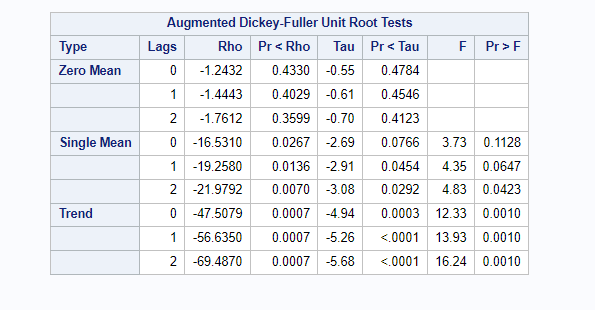 Augmented Dickey-Fuller Unit Root Tests
Type Lags Rho Pr < Rho Tau Pr < Tau F Pr > F
Zero Mean 0 -1.2432 0.4330 -0.55 0.4784
1 -1.4443 0.4029 -0.61 0.4546
2 -1.7612 0.3599 -0.70 0.4123
Single Mean 0 -16.5310 0.0267 -2.69 0.0766 3.73 0.1128
1 -19.2580 0.0136 -2.91 0.0454 4.35 0.0647
2 -21.9792 0.0070 -3.08 0.0292 4.83 0.0423
Trend 0 -47.5079 0.0007 -4.94 0.0003 12.33 0.0010
1 -56.6350 0.0007 -5.26 <.0001 13.93 0.0010
2 -69.4870 0.0007 -5.68 <.0001 16.24 0.0010